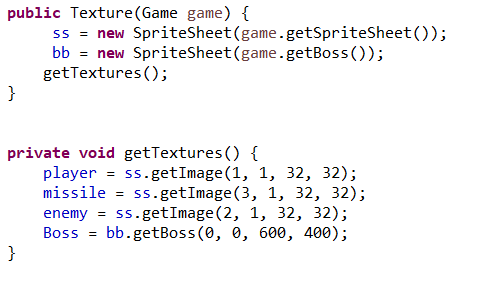 public Texture(Game game) {
ss = new SpriteSheet(game.getSpriteSheet());
bb = new SpriteSheet(game.getBoss());
getTextures();
}
private void getTextures() {
player = ss.getImage(1, 1, 32, 32);
missile = ss.getImage(3, 1, 32, 32);
enemy = ss.getImage(2, 1, 32, 32);
Boss = bb.getBoss(0, 0, 600, 400);
}